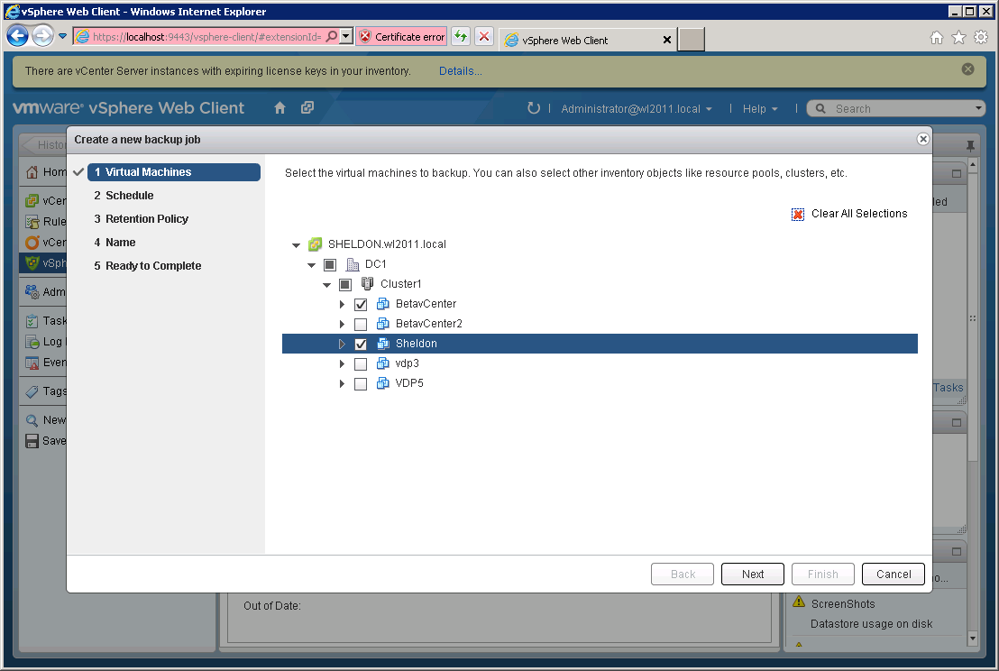 vSphere Web Client - Windows Internet Explorer
https://localhost:9443/vsphere-client/#extensionId= Certificate error vSphere Web Client
There are vCenter Server instances with expiring license keys in your inventory. Details...
vmware vSphere Web Client Administrator@wl2011.local Help Search
Create a new backup job
1 Virtual Machines
2 Schedule
3 Retention Policy
4 Name
5 Ready to Complete
Select the virtual machines to backup. You can also select other inventory objects like resource pools, clusters, etc.
Clear All Selections
SHELDON.wl2011.local
DC1
Cluster1
BetavCenter
BetavCenter2
Sheldon
vdp3
VDP5
Back Next Finish Cancel
Histo
Hom
vCer
Rule
vCer
vSph
Adm
Task
Log
Even
Tags
New
Save
led
Tasks
o...
Out of Date:
ScreenShots
Datastore usage on disk